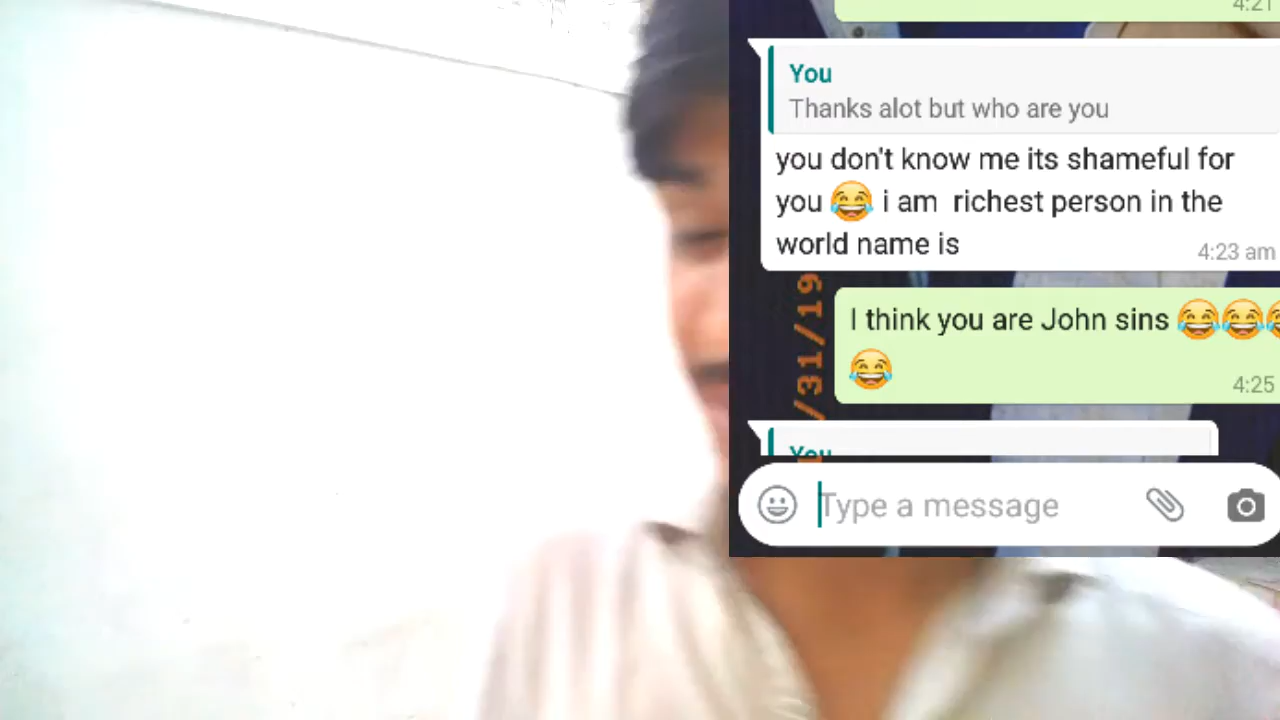 4:21
You
Thanks alot but who are you
you don't know me its shameful for
you 😂 i am  richest person in the
world name is
4:23 am
/31/19
I think you are John sins 😂😂😂
😂
4:25
You
Type a message